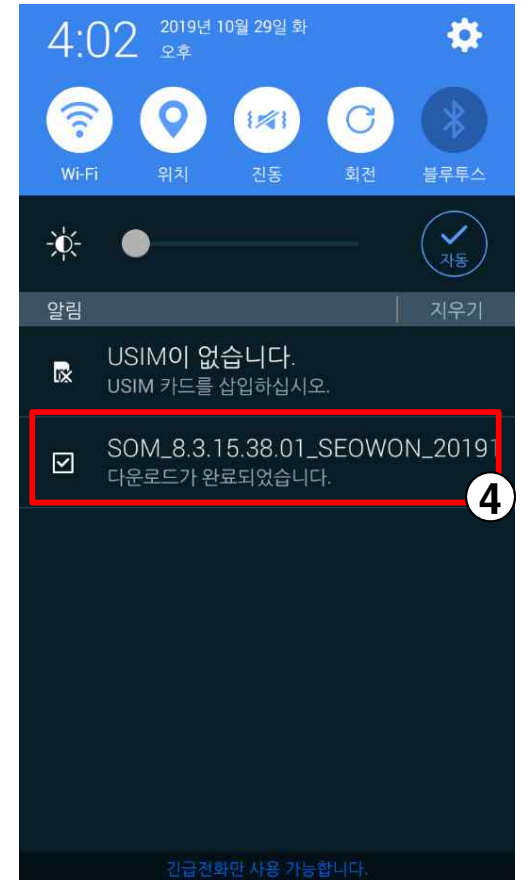 4:02 2019년 10월 29일 화
오후
Wi-Fi 위치 진동 회전 블루투스
자동
알림 지우기
USIM이 없습니다.
USIM 카드를 삽입하십시오.
SOM_8.3.15.38.01_SEOWON_20191
다운로드가 완료되었습니다.
4
긴급전화만 사용 가능합니다.